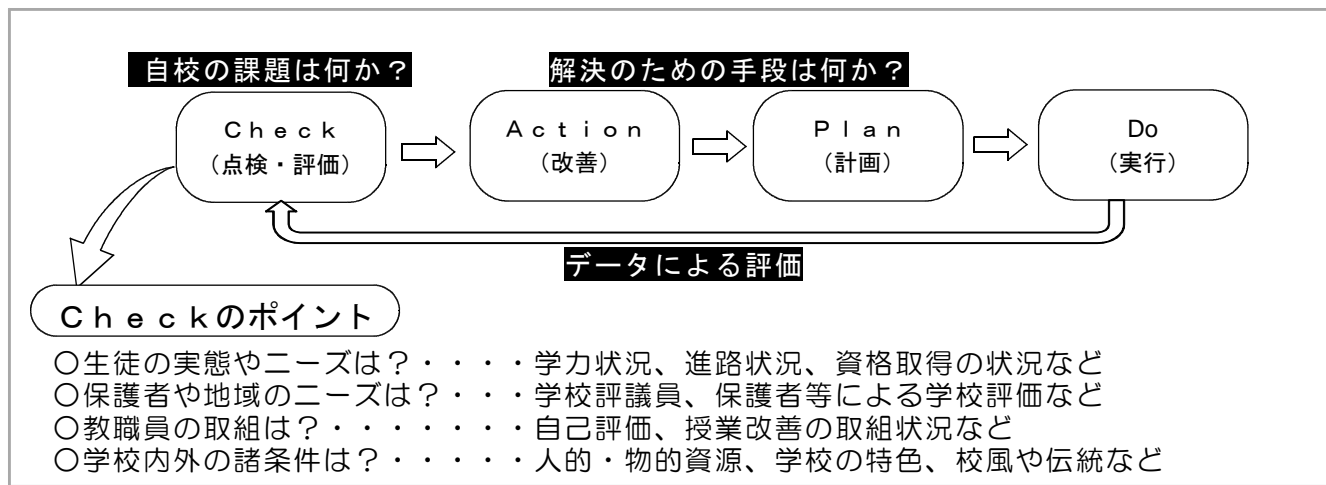 自校の課題は何か？
解決のための手段は何か？
Ｃｈｅｃｋ
（点検・評価）
Ａｃｔｉｏｎ
（改善）
Ｐｌａｎ
（計画）
Do
（実行）
データによる評価
Ｃｈｅｃｋのポイント
○生徒の実態やニーズは？・・・・学力状況、進路状況、資格取得の状況など
○保護者や地域のニーズは？・・・学校評議員、保護者等による学校評価など
○教職員の取組は？・・・・・・・自己評価、授業改善の取組状況など
○学校内外の諸条件は？・・・・・人的・物的資源、学校の特色、校風や伝統など